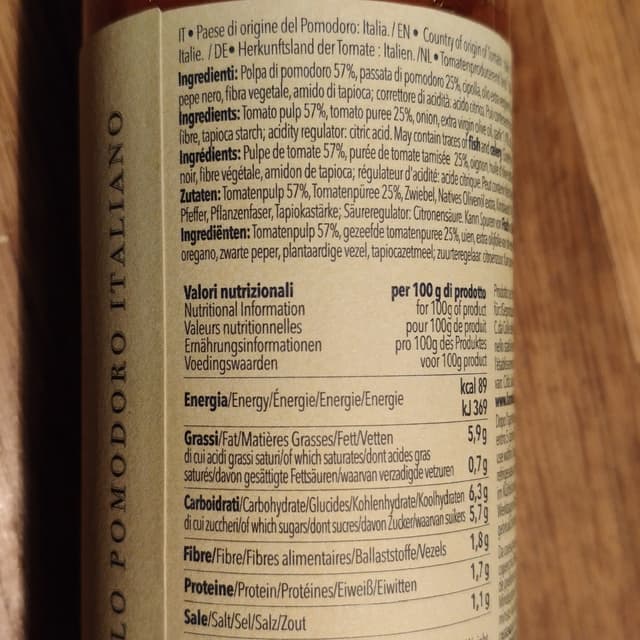 LO POMODORO ITALIANO
IT • Paese di origine del Pomodoro: Italia. / EN • Country of origin of Tomato:
Italie. / DE • Herkunftsland der Tomate : Italien. /NL • Tomatenproducerend
Ingredienti: Polpa di pomodoro 57%, passata di pomodoro 25%, cipolla, olio extra
pepe nero, fibra vegetale, amido di tapioca; correttore di acidità: acido citrico. Può
Ingredients: Tomato pulp 57%, tomato puree 25%, onion, extra virgin olive oil,
fibre, tapioca starch; acidity regulator: citric acid. May contain traces of fish and celery.
Ingrédients: Pulpe de tomate 57%, purée de tomate tamisée 25%, oignon, huile d'
noir, fibre végétale, amidon de tapioca; régulateur d'acidité: acide citrique. Peut
Zutaten: Tomatenpulp 57%, Tomatenpüree 25%, Zwiebel, Natives Olivenöl extra,
Pfeffer, Pflanzenfaser, Tapiokastärke; Säureregulator: Citronensäure. Kann Spuren von Fish
Ingrediënten: Tomatenpulp 57%, gezeefde tomatenpuree 25%, uien, extra
oregano, zwarte peper, plantaardige vezel, tapiocazetmeel; zuurteregelaar: citroenzuur.
Valori nutrizionali per 100 g di prodotto
Nutritional Information for 100g of product
Valeurs nutritionnelles pour 100g de produit
Ernährungsinformationen pro 100g des Produktes
Voedingswaarden voor 100g product
Energia/Energy/Énergie/Energie/Energie kcal 89
kJ 369
Grassi/Fat/Matières Grasses/Fett/Vetten 5,9g
di cui acidi grassi saturi/of which saturates/dont acides gras
saturés/davon gesättigte Fettsäuren/waarvan verzadigde vetzuren 0,7g
Carboidrati/Carbohydrate/Glucides/Kohlenhydrate/Koolhydraten 6,3g
di cui zuccheri/of which sugars/dont sucres/davon Zucker/waarvan suikers 5,7g
Fibre/Fibre/Fibres alimentaires/Ballaststoffe/Vezels 1,8g
Proteine/Protein/Protéines/Eiweiß/Eiwitten 1,7g
Sale/Salt/Sel/Salz/Zout 1,1g